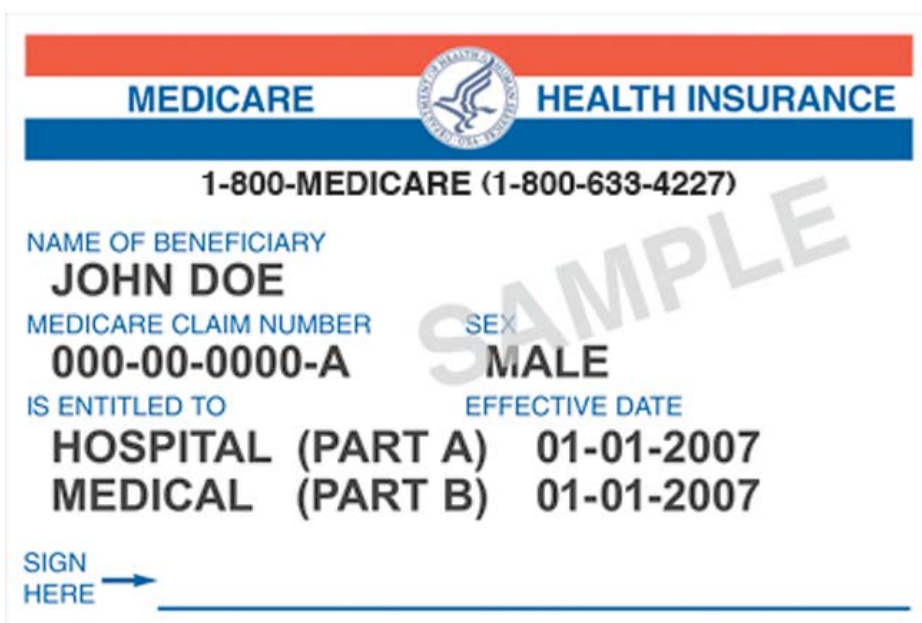 MEDICARE HEALTH INSURANCE
1-800-MEDICARE (1-800-633-4227)
SAMPLE
NAME OF BENEFICIARY
JOHN DOE
MEDICARE CLAIM NUMBER SEX
000-00-0000-A MALE
IS ENTITLED TO EFFECTIVE DATE
HOSPITAL (PART A) 01-01-2007
MEDICAL (PART B) 01-01-2007
SIGN
HERE